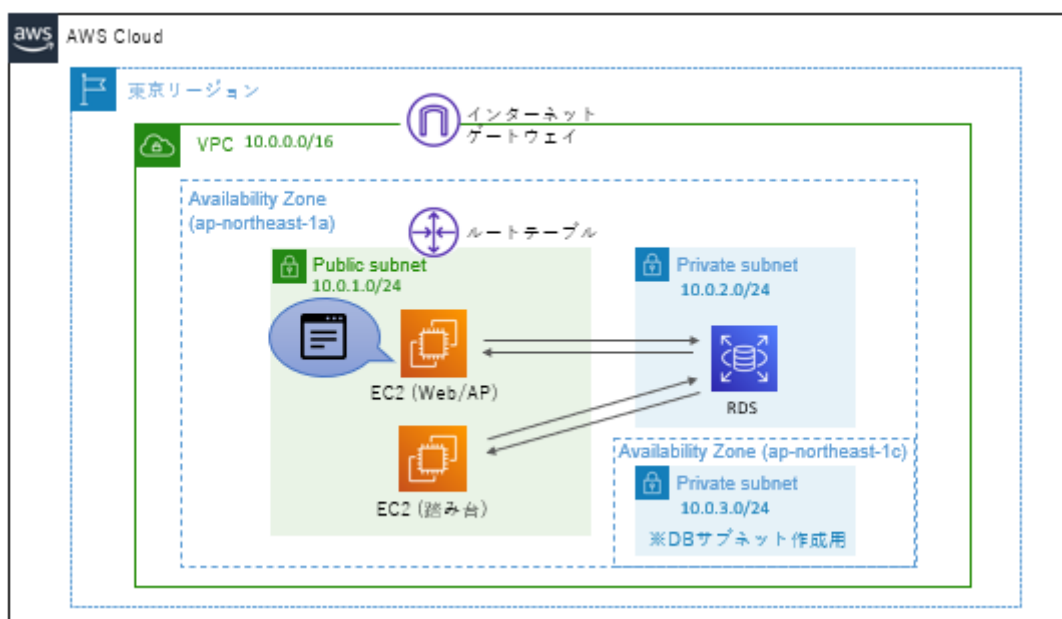 aws
AWS Cloud
東京リージョン
インターネット
ゲートウェイ
VPC 10.0.0.0/16
Availability Zone
(ap-northeast-1a)
ルートテーブル
Public subnet
10.0.1.0/24
Private subnet
10.0.2.0/24
EC2 (Web/AP)
RDS
EC2 (踏み台)
Availability Zone (ap-northeast-1c)
Private subnet
10.0.3.0/24
※DBサブネット作成用